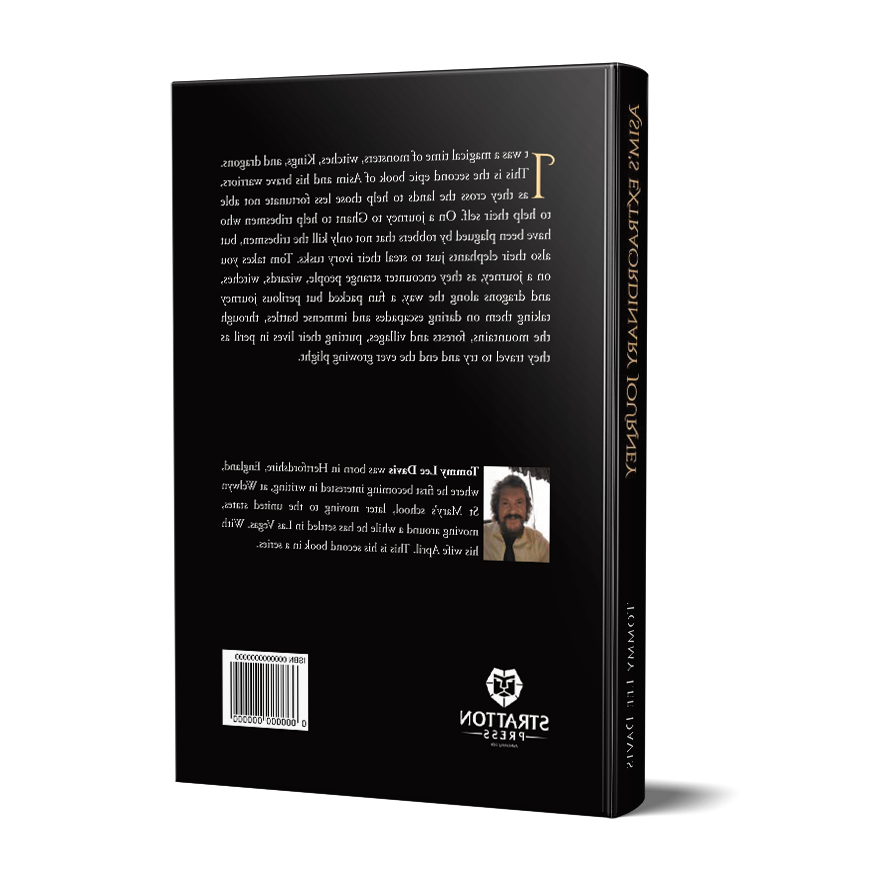 It was a magical time of monsters, witches, Kings, and dragons.
This is the second epic of book of Asim and his brave warriors,
as they cross the lands to help those less fortunate not able
to help their self. On a journey to Ghant to help tribesmen who
have been plagued by robbers that not only kill the tribesmen, but
also their elephants just to steal their ivory tusks. Tom takes you
on a journey, as they encounter strange people, wizards, witches,
and dragons along the way, a fun packed but perilous journey
taking them on daring escapades and immense battles, through
the mountains, forests and villages, putting their lives in peril as
they travel to try and end the ever growing plight.
Tommy Lee Davis was born in Hertfordshire, England,
where he first becoming interested in writing, at Welwyn
St Mary's school, later moving to the united states,
moving around a while he has settled in Las Vegas. With
his wife April. This is his second book in a series.
STRATTON
PRESS
ISBN 0000000000000
0 000000 000000
ASIM'S EXTRAORDINARY JOURNEY
TOMMY LEE DAVIS